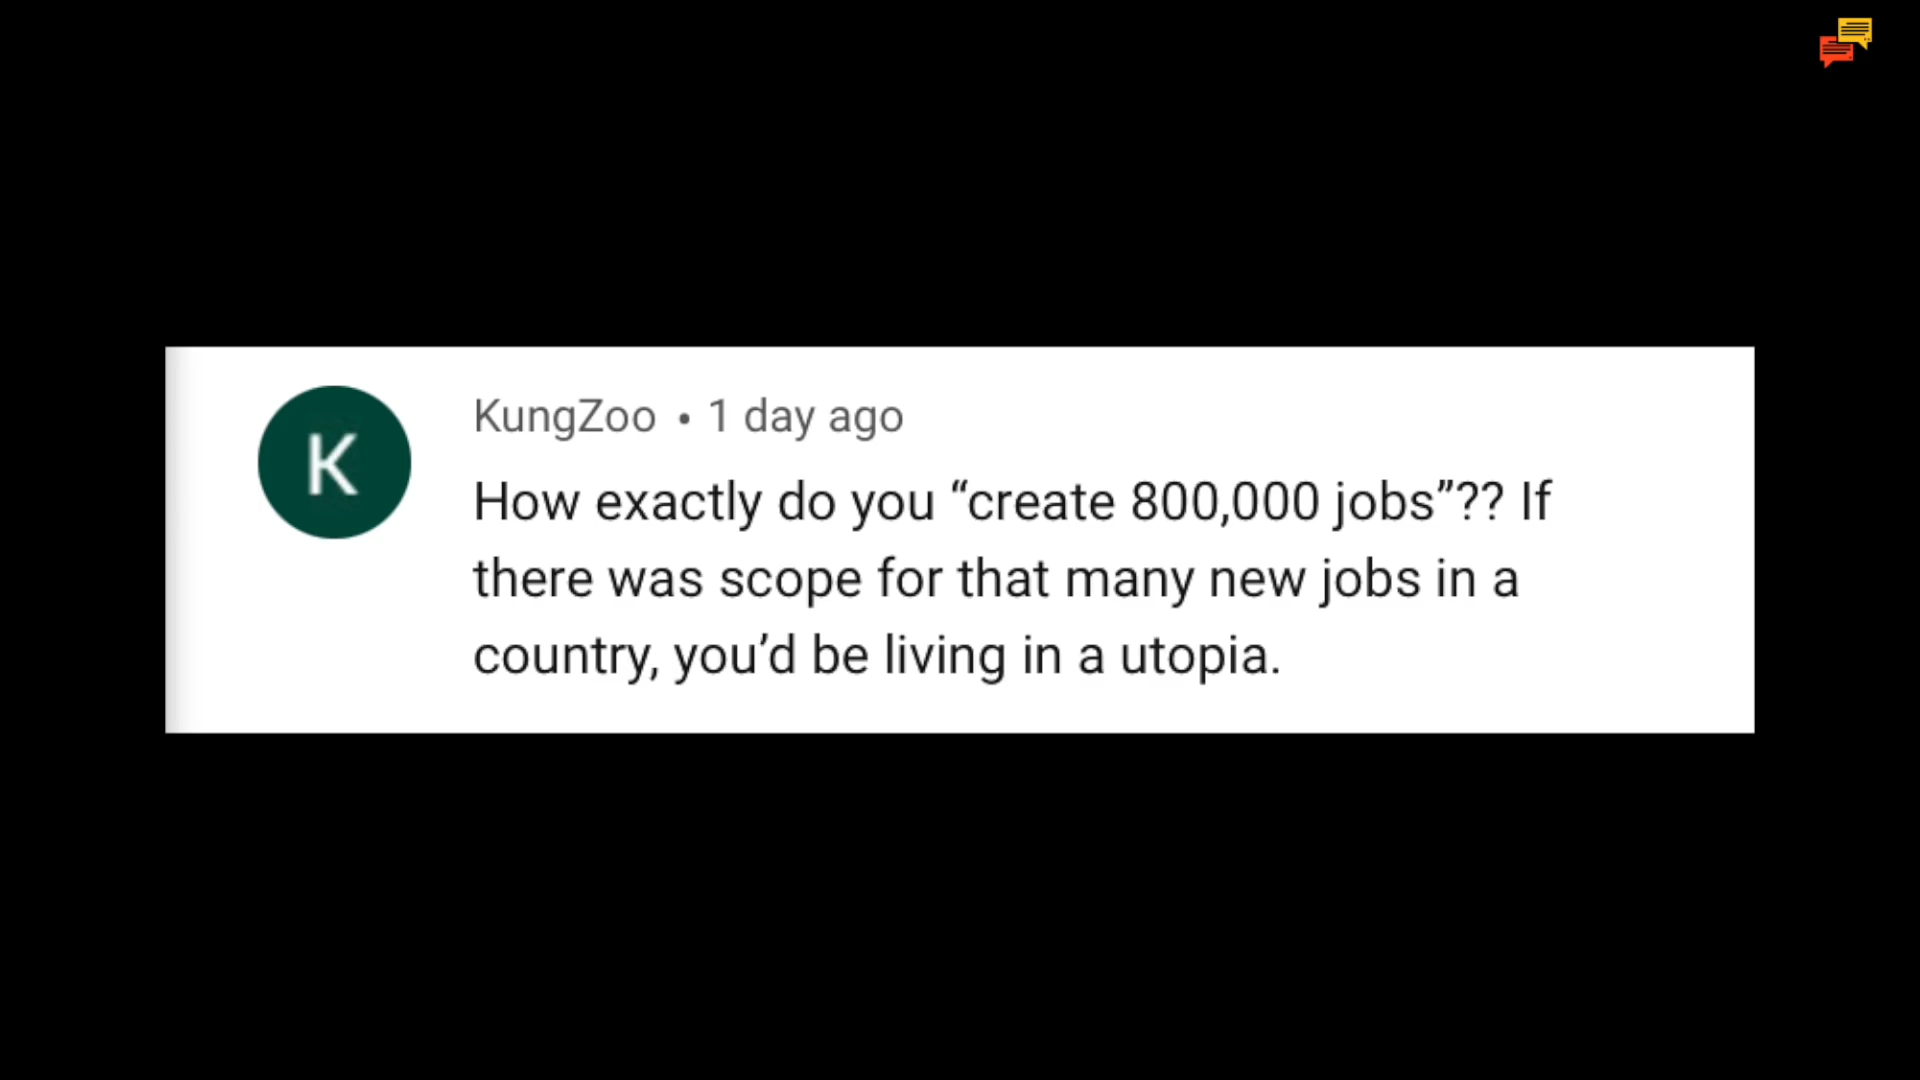 K
KungZoo • 1 day ago
How exactly do you “create 800,000 jobs”?? If
there was scope for that many new jobs in a
country, you’d be living in a utopia.